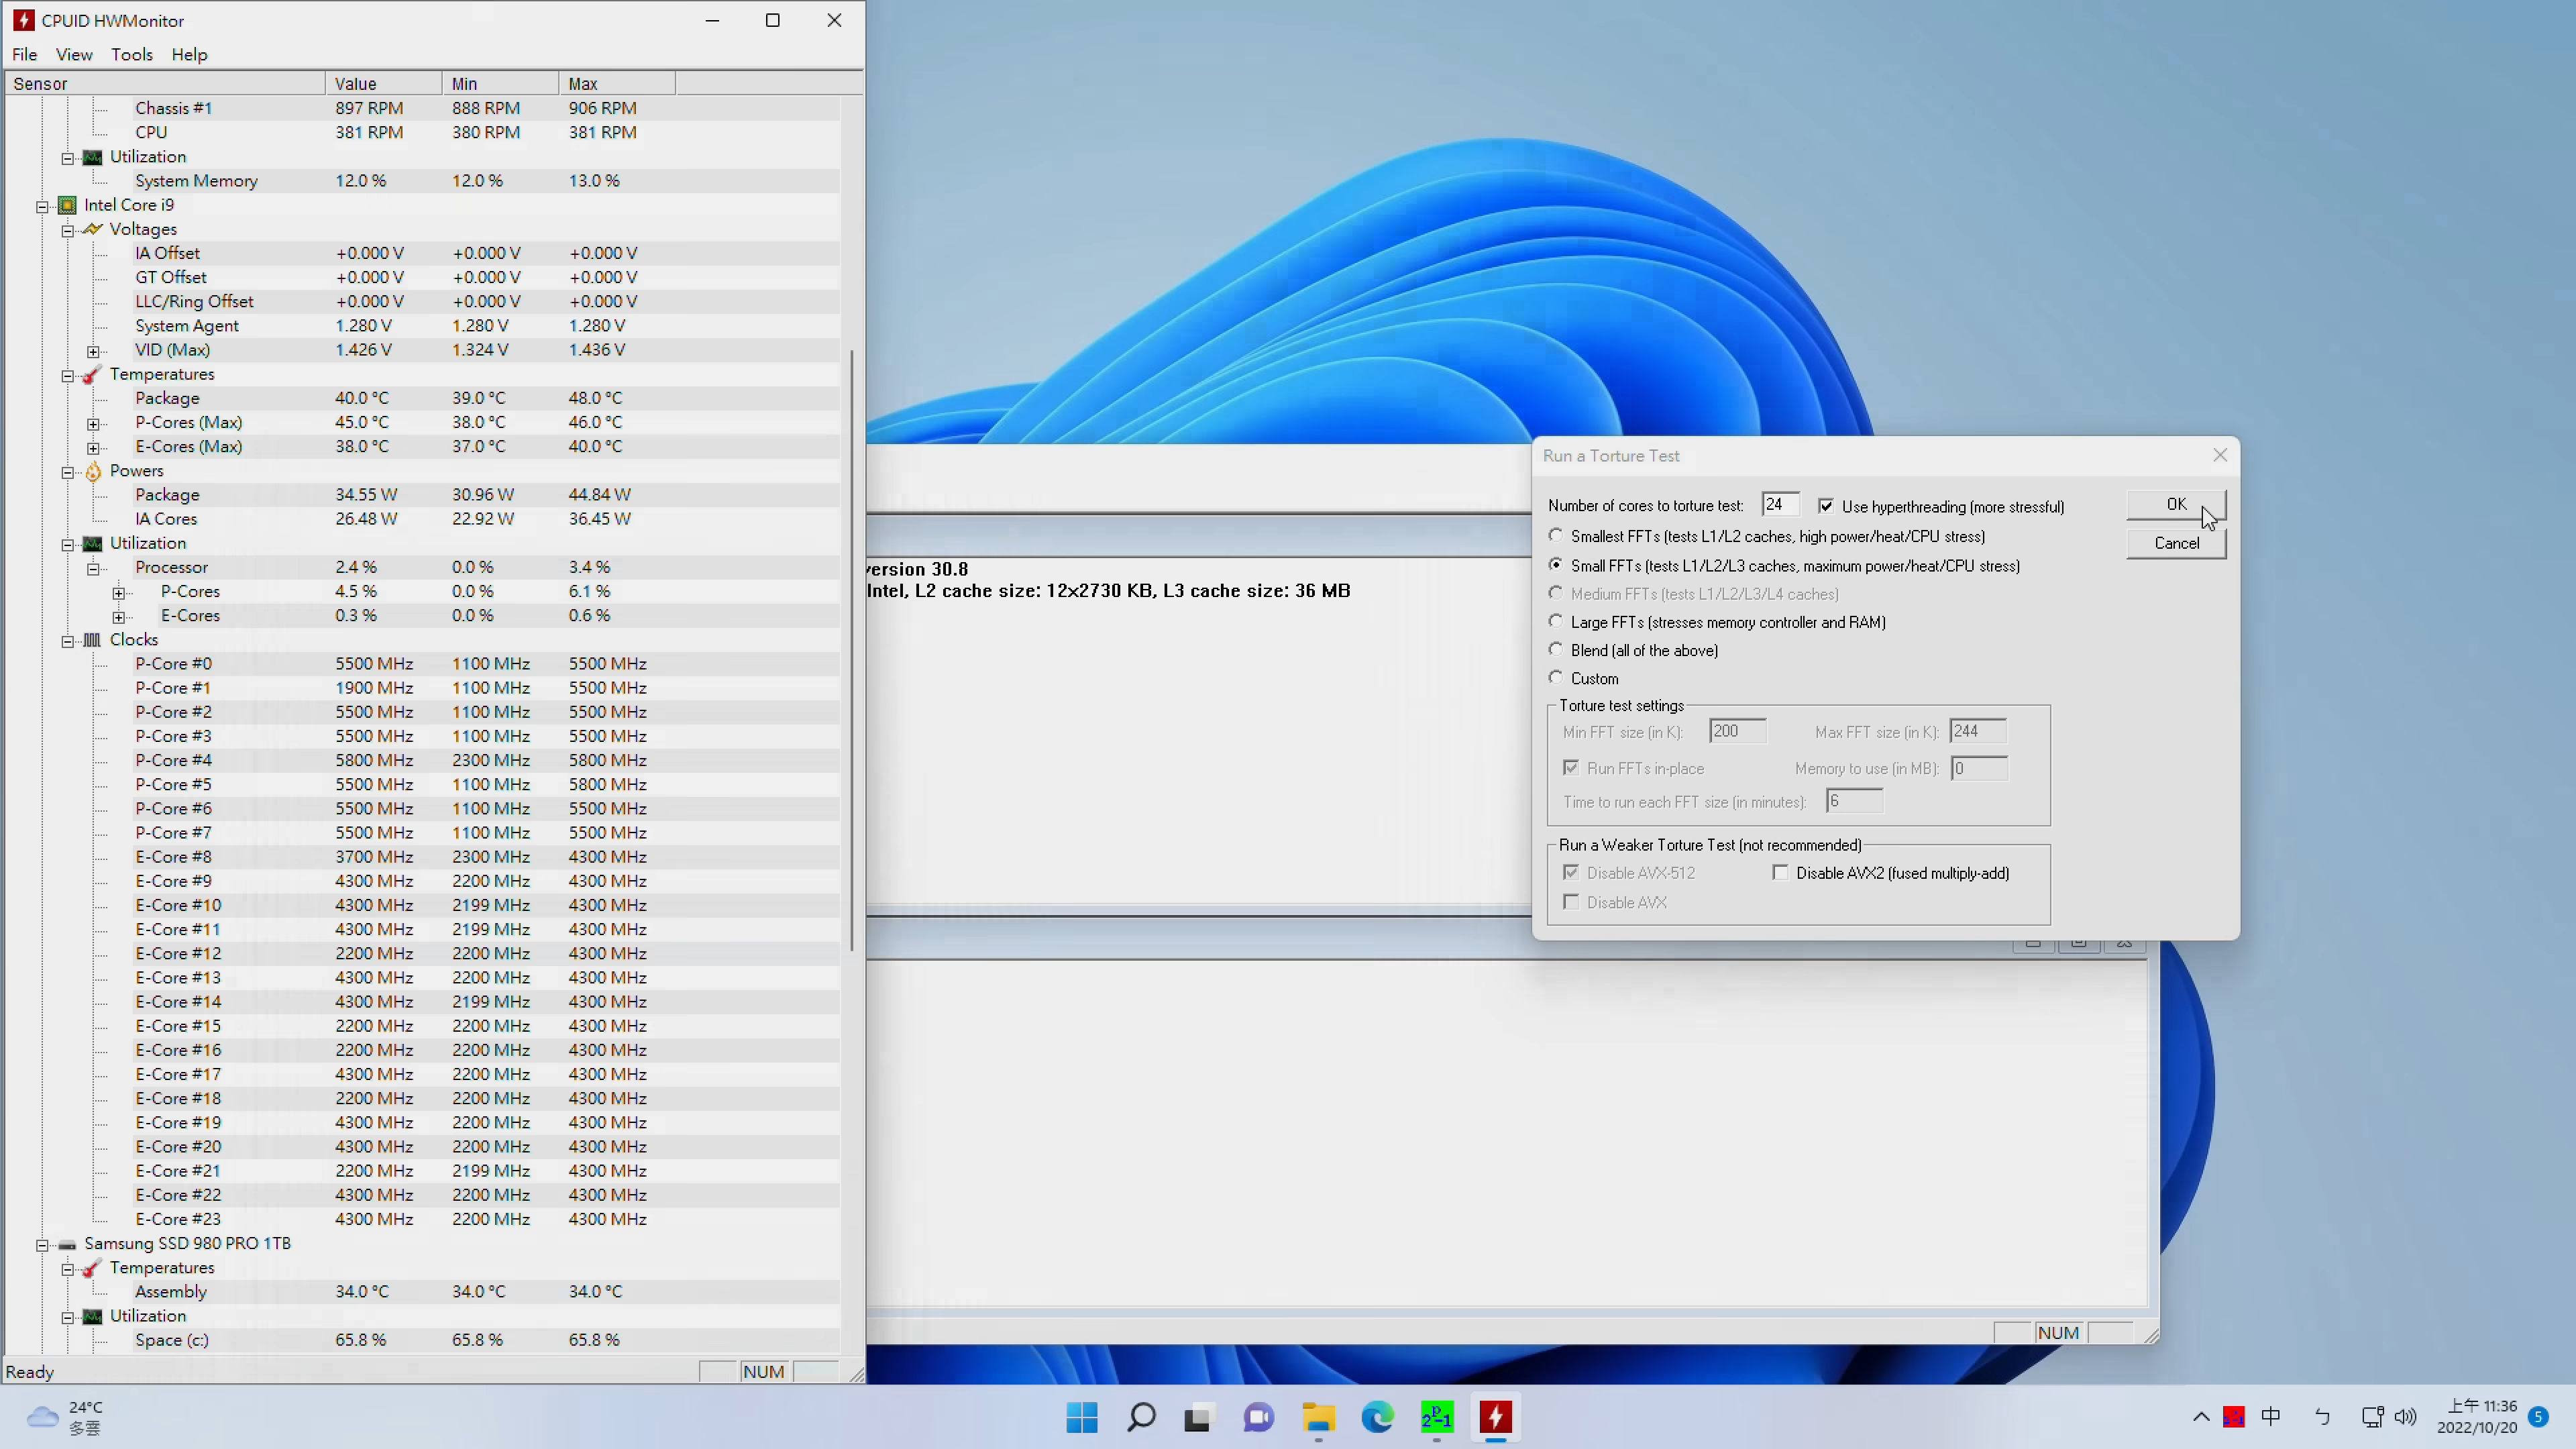 CPUID HWMonitor
File View Tools Help
Sensor Value Min Max
Chassis #1 897 RPM 888 RPM 906 RPM
CPU 381 RPM 380 RPM 381 RPM
Utilization
System Memory 12.0 % 12.0 % 13.0 %
Intel Core i9
Voltages
IA Offset +0.000 V +0.000 V +0.000 V
GT Offset +0.000 V +0.000 V +0.000 V
LLC/Ring Offset +0.000 V +0.000 V +0.000 V
System Agent 1.280 V 1.280 V 1.280 V
VID (Max) 1.426 V 1.324 V 1.436 V
Temperatures
Package 40.0 °C 39.0 °C 48.0 °C
P-Cores (Max) 45.0 °C 38.0 °C 46.0 °C
E-Cores (Max) 38.0 °C 37.0 °C 40.0 °C
Powers
Package 34.55 W 30.96 W 44.84 W
IA Cores 26.48 W 22.92 W 36.45 W
Utilization
Processor 2.4 % 0.0 % 3.4 %
P-Cores 4.5 % 0.0 % 6.1 %
E-Cores 0.3 % 0.0 % 0.6 %
Clocks
P-Core #0 5500 MHz 1100 MHz 5500 MHz
P-Core #1 1900 MHz 1100 MHz 5500 MHz
P-Core #2 5500 MHz 1100 MHz 5500 MHz
P-Core #3 5500 MHz 1100 MHz 5500 MHz
P-Core #4 5800 MHz 2300 MHz 5800 MHz
P-Core #5 5500 MHz 1100 MHz 5800 MHz
P-Core #6 5500 MHz 1100 MHz 5500 MHz
P-Core #7 5500 MHz 1100 MHz 5500 MHz
E-Core #8 3700 MHz 2300 MHz 4300 MHz
E-Core #9 4300 MHz 2200 MHz 4300 MHz
E-Core #10 4300 MHz 2199 MHz 4300 MHz
E-Core #11 4300 MHz 2199 MHz 4300 MHz
E-Core #12 2200 MHz 2200 MHz 4300 MHz
E-Core #13 4300 MHz 2200 MHz 4300 MHz
E-Core #14 4300 MHz 2199 MHz 4300 MHz
E-Core #15 2200 MHz 2200 MHz 4300 MHz
E-Core #16 2200 MHz 2200 MHz 4300 MHz
E-Core #17 4300 MHz 2200 MHz 4300 MHz
E-Core #18 2200 MHz 2200 MHz 4300 MHz
E-Core #19 4300 MHz 2200 MHz 4300 MHz
E-Core #20 4300 MHz 2200 MHz 4300 MHz
E-Core #21 2200 MHz 2199 MHz 4300 MHz
E-Core #22 4300 MHz 2200 MHz 4300 MHz
E-Core #23 4300 MHz 2200 MHz 4300 MHz
Samsung SSD 980 PRO 1TB
Temperatures
Assembly 34.0 °C 34.0 °C 34.0 °C
Utilization
Space (c:) 65.8 % 65.8 % 65.8 %
Ready NUM
ersion 30.8
Intel, L2 cache size: 12x2730 KB, L3 cache size: 36 MB
NUM
Run a Torture Test
Number of cores to torture test: 24 Use hyperthreading (more stressful) OK
Smallest FFTs (tests L1/L2 caches, high power/heat/CPU stress)
Cancel
Small FFTs (tests L1/L2/L3 caches, maximum power/heat/CPU stress)
Medium FFTs (tests L1/L2/L3/L4 caches)
Large FFTs (stresses memory controller and RAM)
Blend (all of the above)
Custom
Torture test settings
Min FFT size (in K): 200 Max FFT size (in K): 244
Run FFTs in-place Memory to use (in MB): 0
Time to run each FFT size (in minutes): 6
Run a Weaker Torture Test (not recommended)
Disable AVX-512 Disable AVX2 (fused multiply-add)
Disable AVX
24°C
多雲
2P-1
中 ㄅ
上午 11:36
2022/10/20
5